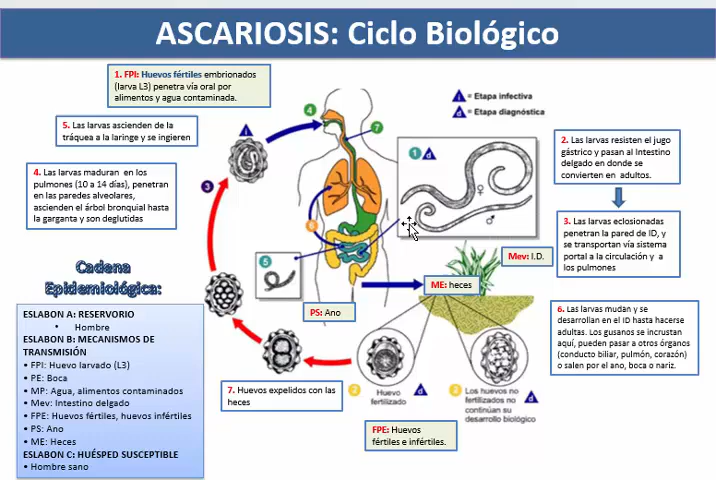 ASCARIOSIS: Ciclo Biológico
1. FPI: Huevos fértiles embrionados
(larva L3) penetra vía oral por
alimentos y agua contaminada.
5. Las larvas ascienden de la
tráquea a la laringe y se ingieren
4. Las larvas maduran en los
pulmones (10 a 14 días), penetran
en las paredes alveolares,
ascienden el árbol bronquial hasta
la garganta y son deglutidas
i = Etapa infectiva
d = Etapa diagnóstica
2. Las larvas resisten el jugo
gástrico y pasan al Intestino
delgado en donde se
convierten en adultos.
3. Las larvas eclosionadas
penetran la pared de ID, y
se transportan vía sistema
portal a la circulación y a
los pulmones
i
4
7
1 d
♀
♂
3
6
5
Mev: I.D.
ME: heces
PS: Ano
Cadena
Epidemiológica:
ESLABON A: RESERVORIO
• Hombre
ESLABON B: MECANISMOS DE
TRANSMISIÓN
• FPI: Huevo larvado (L3)
• PE: Boca
• MP: Agua, alimentos contaminados
• Mev: Intestino delgado
• FPE: Huevos fértiles, huevos infértiles
• PS: Ano
• ME: Heces
ESLABON C: HUÉSPED SUSCEPTIBLE
• Hombre sano
6. Las larvas mudan y se
desarrollan en el ID hasta hacerse
adultas. Los gusanos se incrustan
aquí, pueden pasar a otros órganos
(conducto biliar, pulmón, corazón)
o salen por el ano, boca o nariz.
7. Huevos expelidos con las
heces
2
Huevo
fertilizado
d
2
Los huevos no
fertilizados no
continúan su
desarrollo biológico
d
FPE: Huevos
fértiles e infértiles.